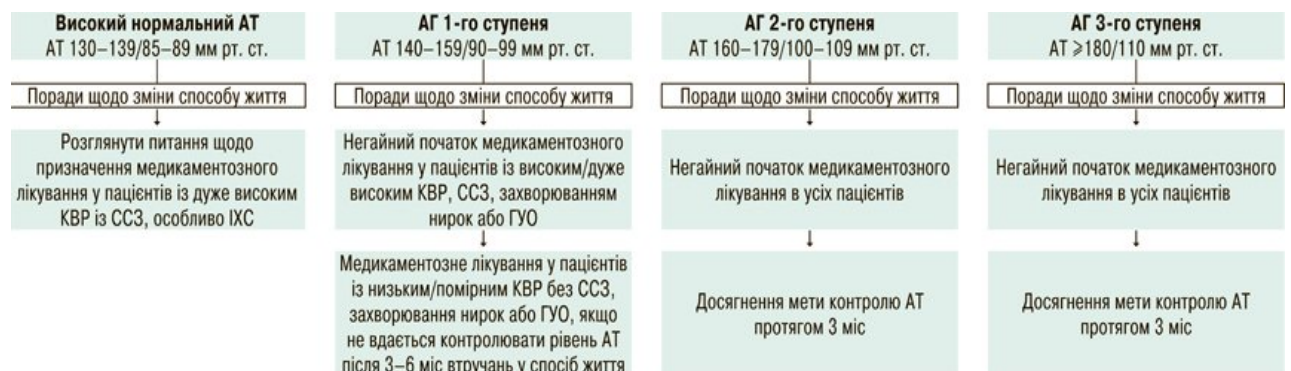 Високий нормальний АТ
АТ 130–139/85–89 мм рт. ст.
Поради щодо зміни способу життя
Розглянути питання щодо
призначення медикаментозного
лікування у пацієнтів із дуже високим
КВР із ССЗ, особливо ІХС
АГ 1-го ступеня
АТ 140–159/90–99 мм рт. ст.
Поради щодо зміни способу життя
Негайний початок медикаментозного
лікування у пацієнтів із високим/дуже
високим КВР, ССЗ, захворюванням
нирок або ГУО
Медикаментозне лікування у пацієнтів
із низьким/помірним КВР без ССЗ,
захворювання нирок або ГУО, якщо
не вдається контролювати рівень АТ
після 3–6 міс втручань у спосіб життя
АГ 2-го ступеня
АТ 160–179/100–109 мм рт. ст.
Поради щодо зміни способу життя
Негайний початок медикаментозного
лікування в усіх пацієнтів
Досягнення мети контролю АТ
протягом 3 міс
АГ 3-го ступеня
АТ ⩾180/110 мм рт. ст.
Поради щодо зміни способу життя
Негайний початок медикаментозного
лікування в усіх пацієнтів
Досягнення мети контролю АТ
протягом 3 міс